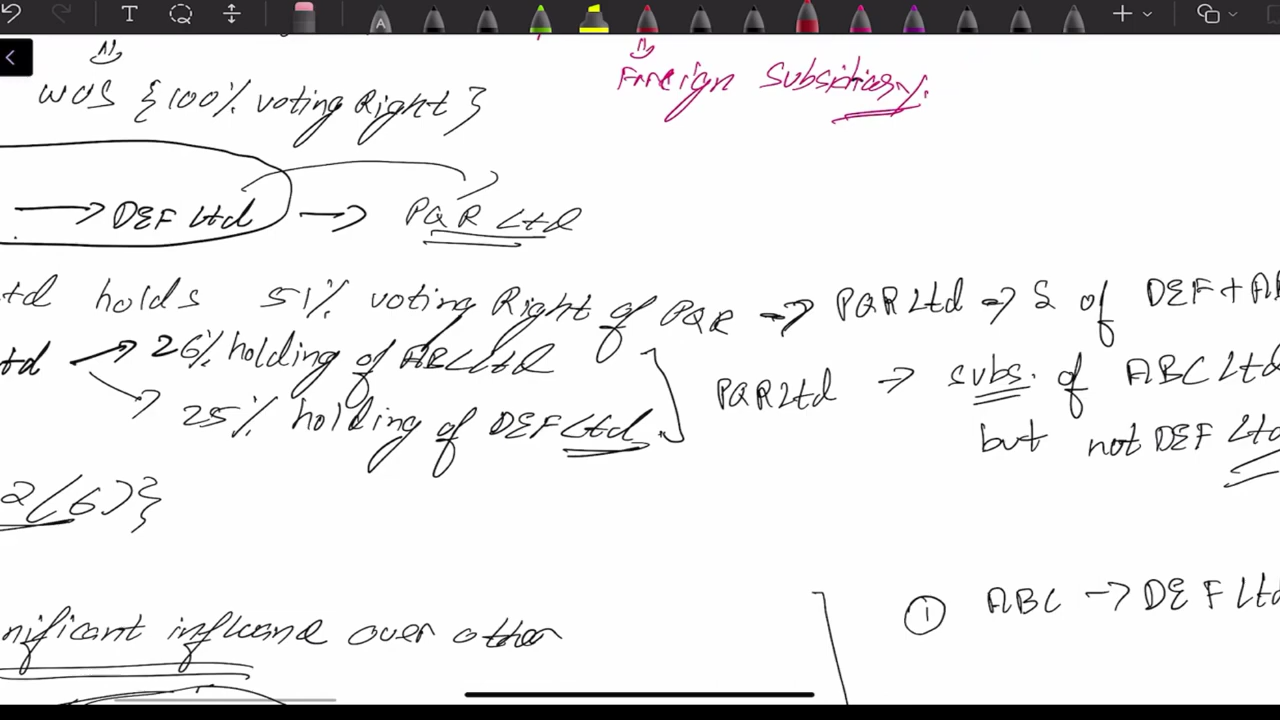 WOS {100% voting Right}
Foreign Subsidiary.
→ DEF Ltd → PQR Ltd
td holds 51% voting Right of PQR → PQR Ltd → S of DEF + AB
td → 26% holding of ABC Ltd
→ 25% holding of DEF Ltd.
PQR Ltd → subs. of ABC Ltd
but not DEF Ltd
2(6)}
nificant influence over other
① ABC → DEF Ltd